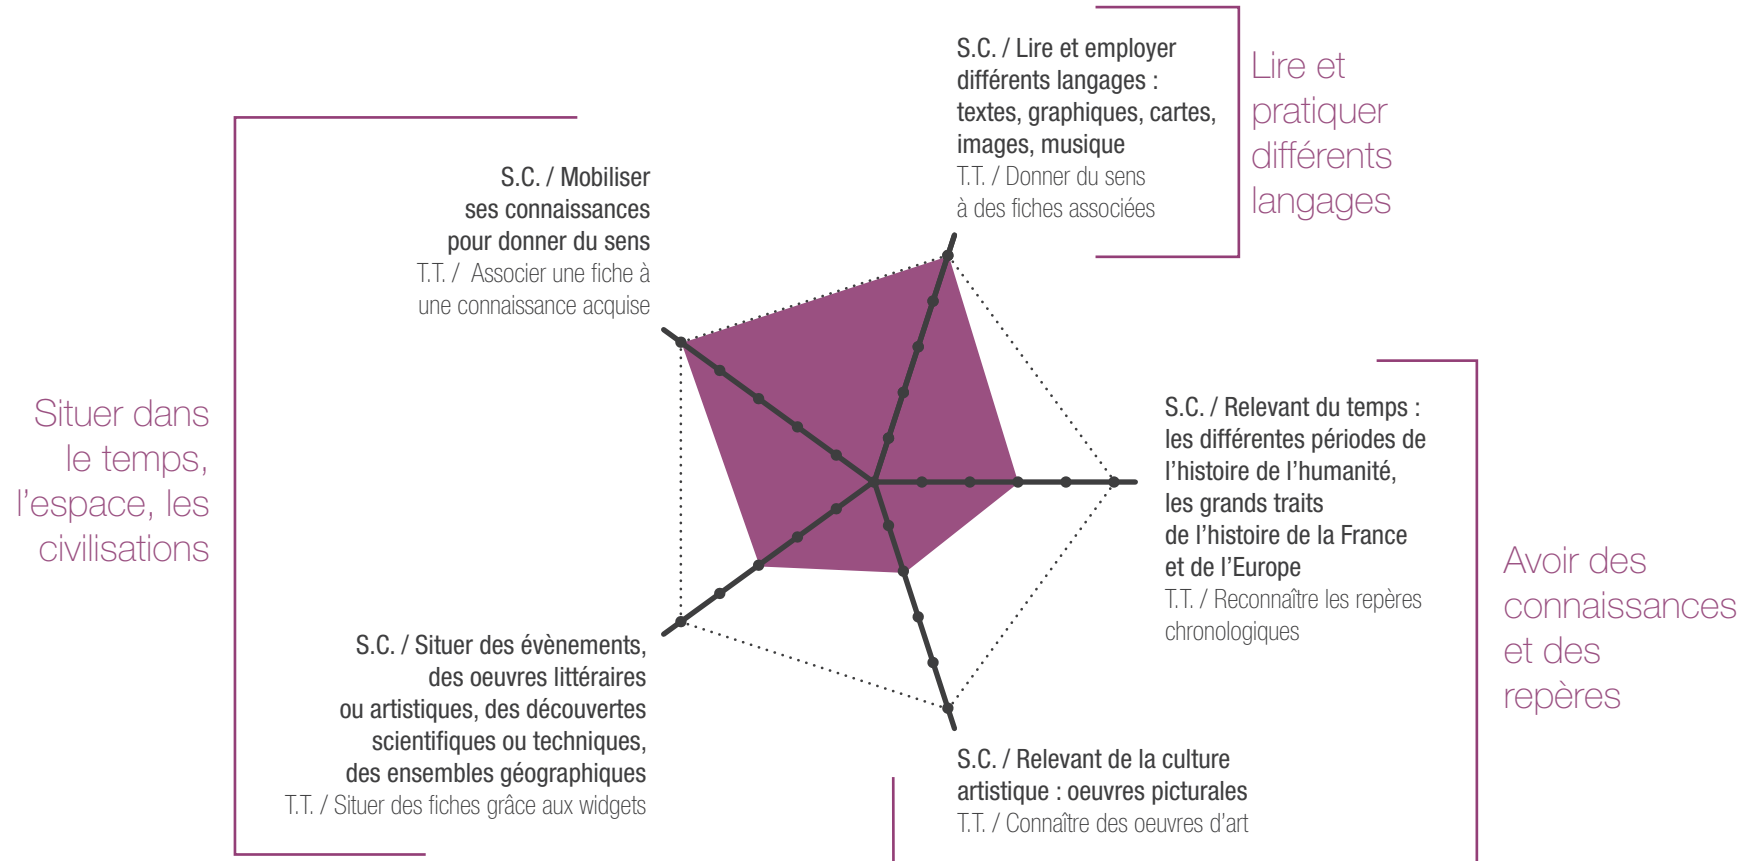 S.C. / Lire et employer
différents langages :
textes, graphiques, cartes,
images, musique
T.T. / Donner du sens
à des fiches associées
Lire et
pratiquer
différents
langages
S.C. / Mobiliser
ses connaissances
pour donner du sens
T.T. / Associer une fiche à
une connaissance acquise
Situer dans
le temps,
l'espace, les
civilisations
S.C. / Relevant du temps :
les différentes périodes de
l'histoire de l'humanité,
les grands traits
de l'histoire de la France
et de l'Europe
T.T. / Reconnaître les repères
chronologiques
Avoir des
connaissances
et des
repères
S.C. / Situer des évènements,
des oeuvres littéraires
ou artistiques, des découvertes
scientifiques ou techniques,
des ensembles géographiques
T.T. / Situer des fiches grâce aux widgets
S.C. / Relevant de la culture
artistique : oeuvres picturales
T.T. / Connaître des oeuvres d'art